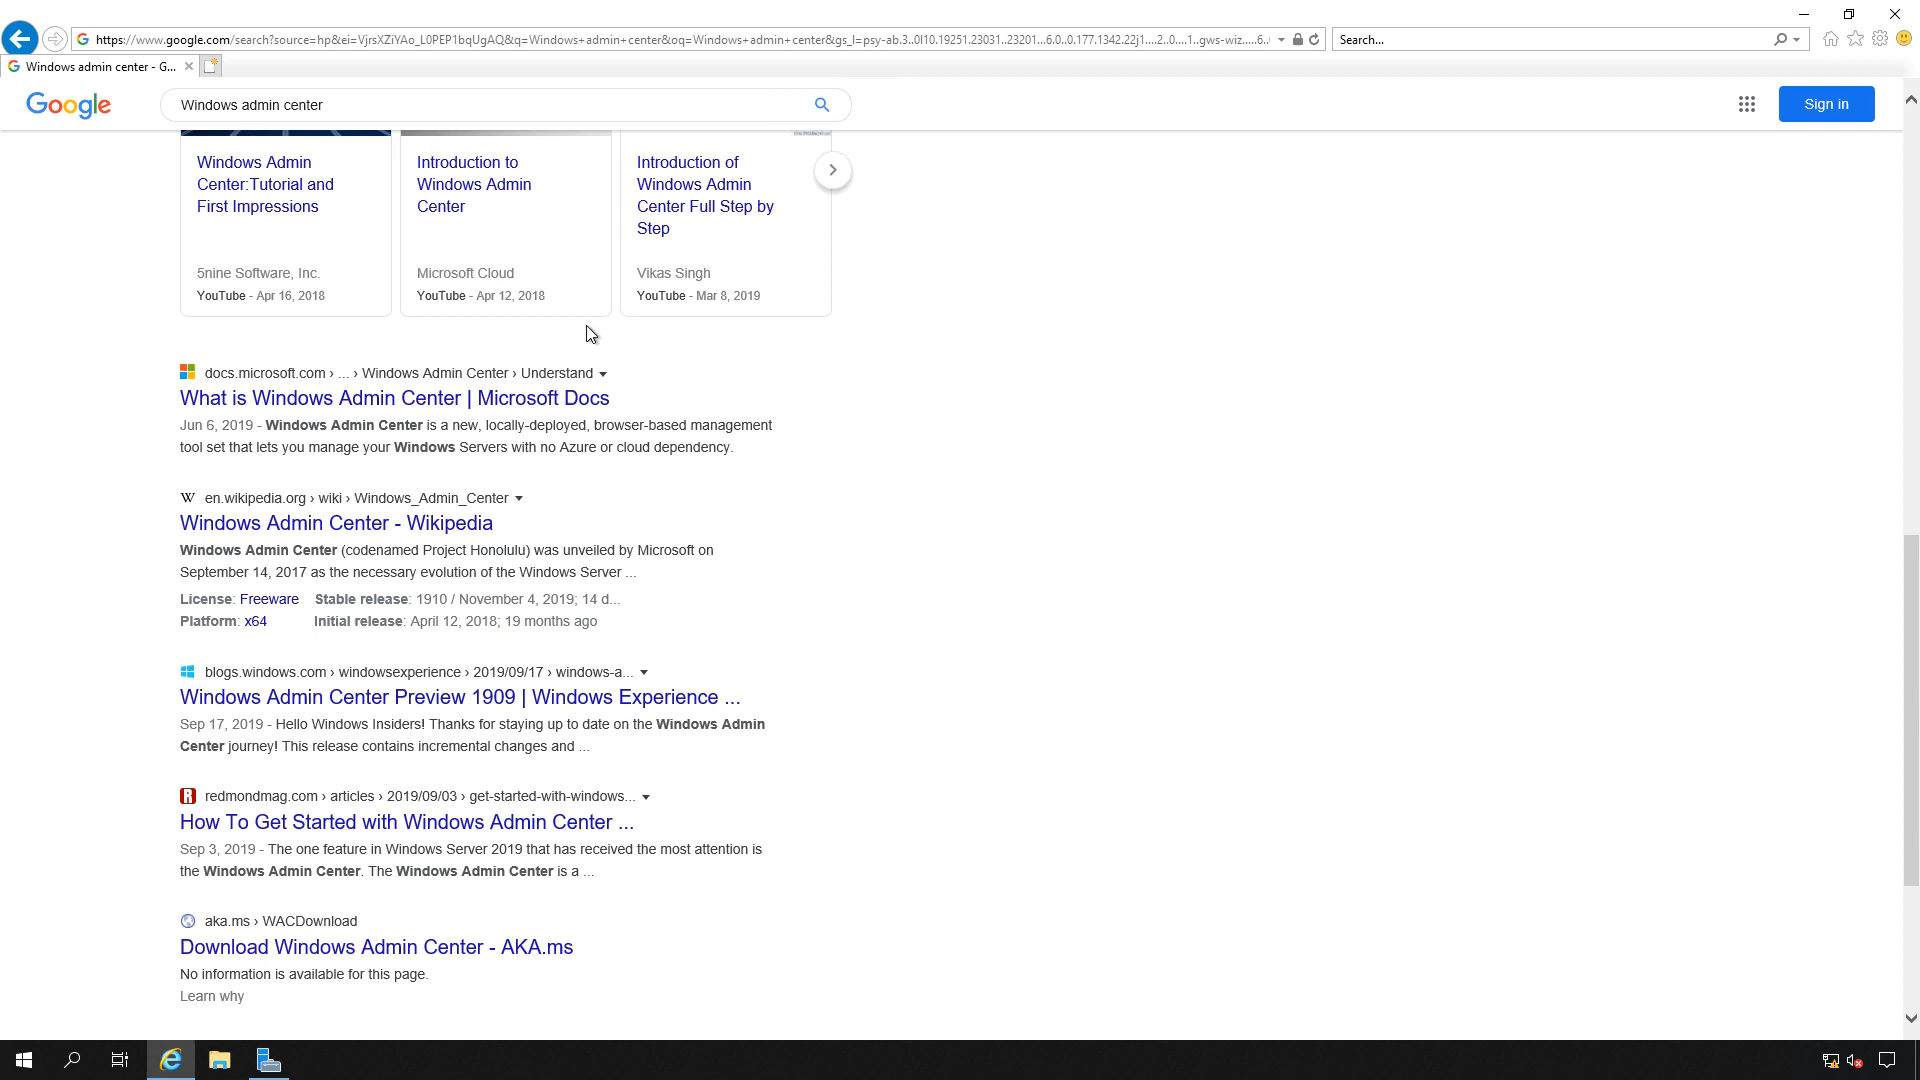 https://www.google.com/search?source=hp&ei=VjrsXZiYAo_L0PEP1bqUgAQ&q=Windows+admin+center&oq=Windows+admin+center&gs_l=psy-ab.3..0l10.19251.23031..23201...6.0..0.177.1342.22j1....2..0....1..gws-wiz.....6..
Search...
Windows admin center - G...
Google
Windows admin center
Sign in
Windows Admin
Center:Tutorial and
First Impressions
5nine Software, Inc.
YouTube - Apr 16, 2018
Introduction to
Windows Admin
Center
Microsoft Cloud
YouTube - Apr 12, 2018
Introduction of
Windows Admin
Center Full Step by
Step
Vikas Singh
YouTube - Mar 8, 2019
docs.microsoft.com › ... › Windows Admin Center › Understand
What is Windows Admin Center | Microsoft Docs
Jun 6, 2019 - Windows Admin Center is a new, locally-deployed, browser-based management
tool set that lets you manage your Windows Servers with no Azure or cloud dependency.
W en.wikipedia.org › wiki › Windows_Admin_Center
Windows Admin Center - Wikipedia
Windows Admin Center (codenamed Project Honolulu) was unveiled by Microsoft on
September 14, 2017 as the necessary evolution of the Windows Server ...
License: Freeware Stable release: 1910 / November 4, 2019; 14 d...
Platform: x64 Initial release: April 12, 2018; 19 months ago
blogs.windows.com › windowsexperience › 2019/09/17 › windows-a...
Windows Admin Center Preview 1909 | Windows Experience ...
Sep 17, 2019 - Hello Windows Insiders! Thanks for staying up to date on the Windows Admin
Center journey! This release contains incremental changes and ...
R redmondmag.com › articles › 2019/09/03 › get-started-with-windows...
How To Get Started with Windows Admin Center ...
Sep 3, 2019 - The one feature in Windows Server 2019 that has received the most attention is
the Windows Admin Center. The Windows Admin Center is a ...
aka.ms › WACDownload
Download Windows Admin Center - AKA.ms
No information is available for this page.
Learn why